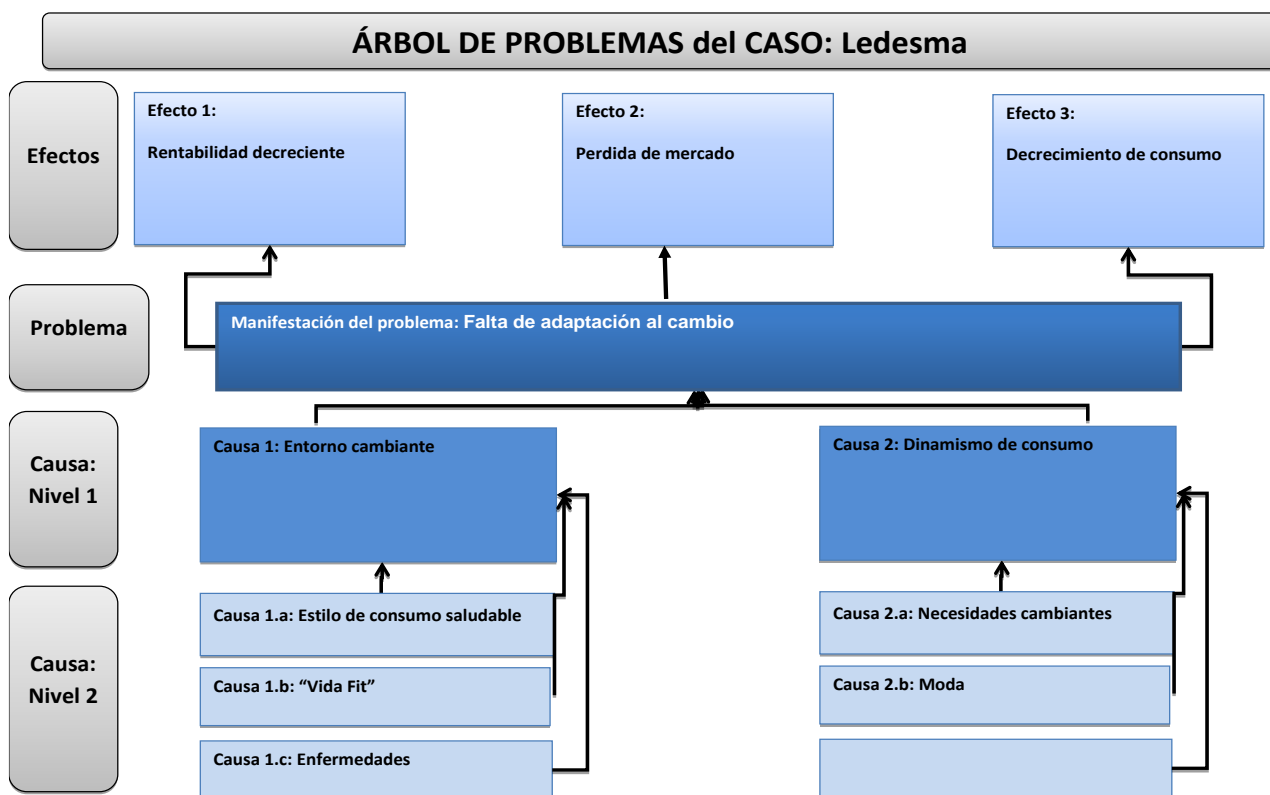 ÁRBOL DE PROBLEMAS del CASO: Ledesma
Efectos
Efecto 1:
Rentabilidad decreciente
Efecto 2:
Perdida de mercado
Efecto 3:
Decrecimiento de consumo
Problema
Manifestación del problema: Falta de adaptación al cambio
Causa:
Nivel 1
Causa 1: Entorno cambiante
Causa 2: Dinamismo de consumo
Causa:
Nivel 2
Causa 1.a: Estilo de consumo saludable
Causa 2.a: Necesidades cambiantes
Causa 1.b: “Vida Fit”
Causa 2.b: Moda
Causa 1.c: Enfermedades